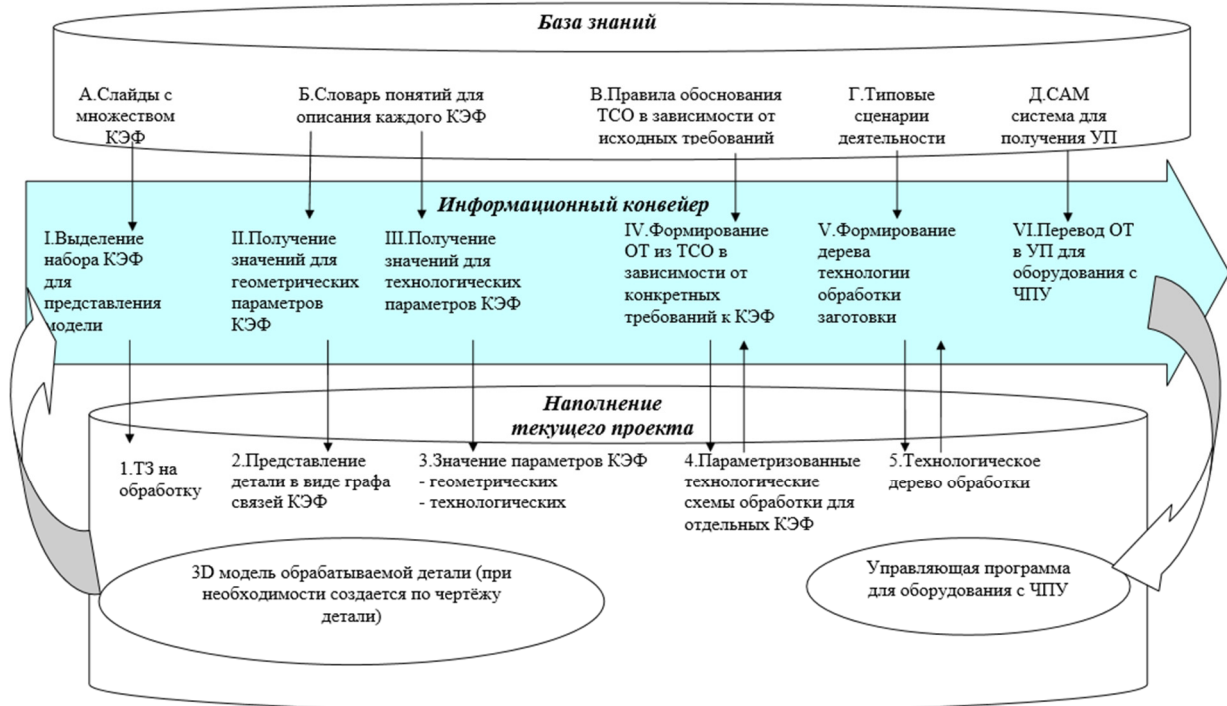 База знаний
А.Слайды с
множеством
КЭФ
Б.Словарь понятий для
описания каждого КЭФ
В.Правила обоснования
ТСО в зависимости от
исходных требований
Г.Типовые
сценарии
деятельности
Д.САМ
система для
получения УП
Информационный конвейер
I.Выделение
набора КЭФ
для
представления
модели
II.Получение
значений для
геометрических
параметров
КЭФ
III.Получение
значений для
технологических
параметров КЭФ
IV.Формирование
ОТ из ТСО в
зависимости от
конкретных
требований к КЭФ
V.Формирование
дерева
технологии
обработки
заготовки
VI.Перевод ОТ
в УП для
оборудования с
ЧПУ
Наполнение
текущего проекта
1.ТЗ на
обработку
2.Представление
детали в виде графа
связей КЭФ
3.Значение параметров КЭФ
- геометрических
- технологических
4.Параметризованные
технологические
схемы обработки для
отдельных КЭФ
5.Технологическое
дерево обработки
3D модель обрабатываемой детали (при
необходимости создается по чертёжу
детали)
Управляющая программа
для оборудования с ЧПУ